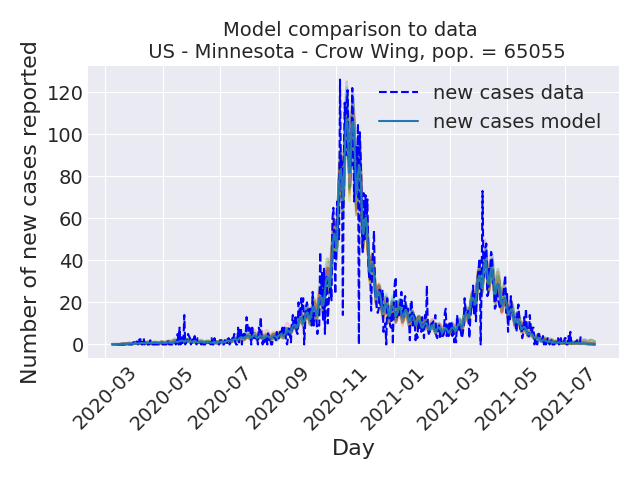 Model comparison to data
US - Minnesota - Crow Wing, pop. = 65055
Number of new cases reported
120
100
80
60
40
20
0
new cases data
new cases model
2020-03
2020-05
2020-07
2020-09
2020-11
2021-01
2021-03
2021-05
2021-07
Day